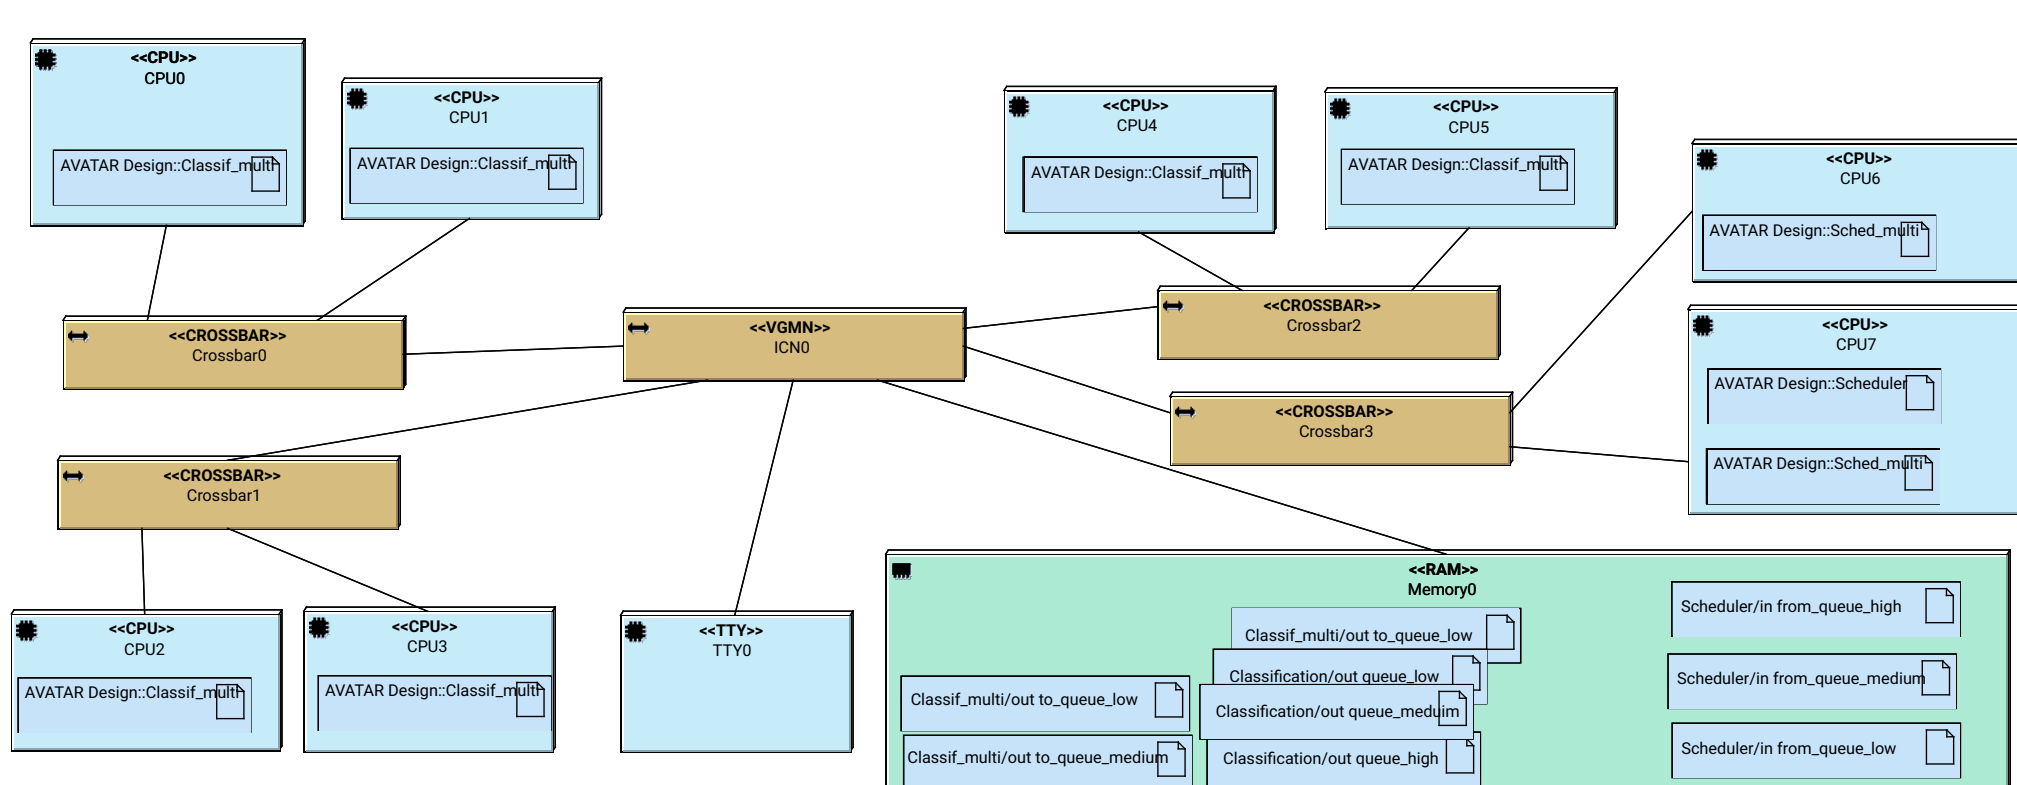 <<CPU>>
CPU0
AVATAR Design::Classif_multi
<<CPU>>
CPU1
AVATAR Design::Classif_multi
<<CPU>>
CPU4
AVATAR Design::Classif_multi
<<CPU>>
CPU5
AVATAR Design::Classif_multi
<<CPU>>
CPU6
AVATAR Design::Sched_multi
<<CROSSBAR>>
Crossbar0
<<VGMN>>
ICN0
<<CROSSBAR>>
Crossbar2
<<CPU>>
CPU7
AVATAR Design::Scheduler
AVATAR Design::Sched_multi
<<CROSSBAR>>
Crossbar3
<<CROSSBAR>>
Crossbar1
<<CPU>>
CPU2
AVATAR Design::Classif_multi
<<CPU>>
CPU3
AVATAR Design::Classif_multi
<<TTY>>
TTY0
<<RAM>>
Memory0
Classif_multi/out to_queue_low
Classification/out queue_low
Classification/out queue_meduim
Classification/out queue_high
Classif_multi/out to_queue_low
Classif_multi/out to_queue_medium
Scheduler/in from_queue_high
Scheduler/in from_queue_medium
Scheduler/in from_queue_low